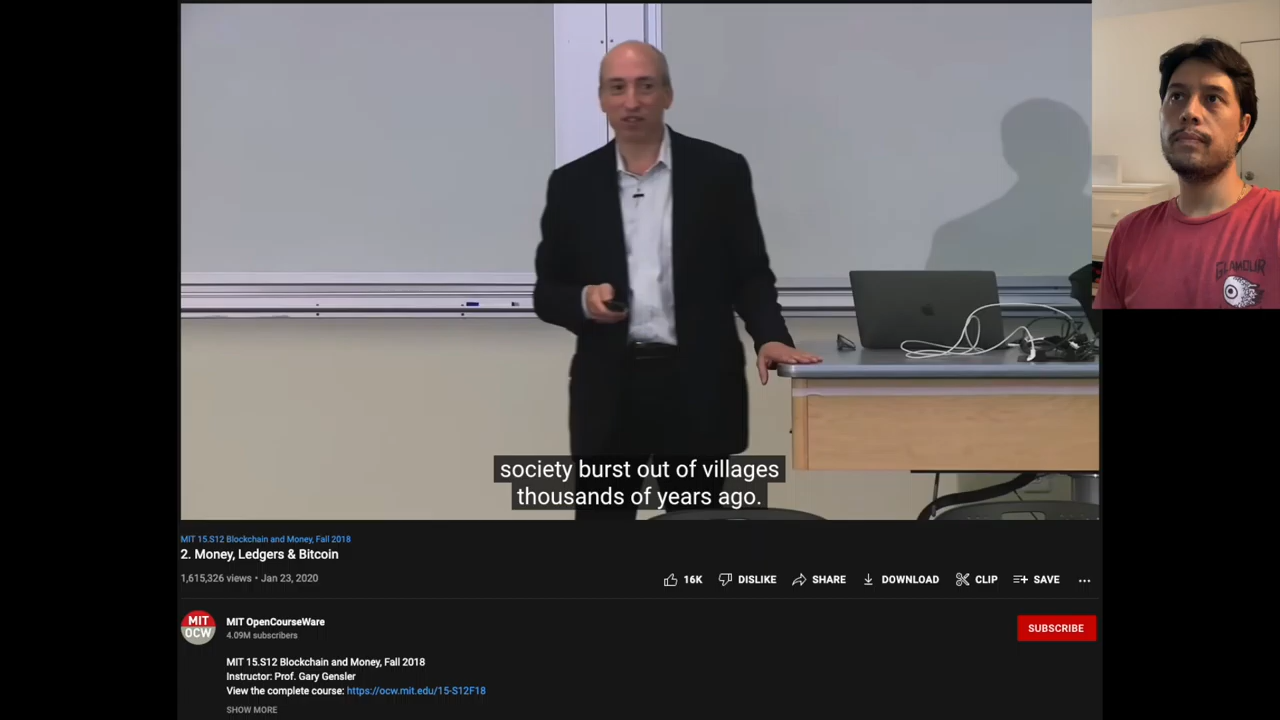 society burst out of villages
thousands of years ago.
GLAMOUR
MIT 15.S12 Blockchain and Money, Fall 2018
2. Money, Ledgers & Bitcoin
1,615,326 views • Jan 23, 2020
16K
DISLIKE
SHARE
DOWNLOAD
CLIP
SAVE
MIT
OCW
MIT OpenCourseWare
4.09M subscribers
SUBSCRIBE
MIT 15.S12 Blockchain and Money, Fall 2018
Instructor: Prof. Gary Gensler
View the complete course: https://ocw.mit.edu/15-S12F18
SHOW MORE